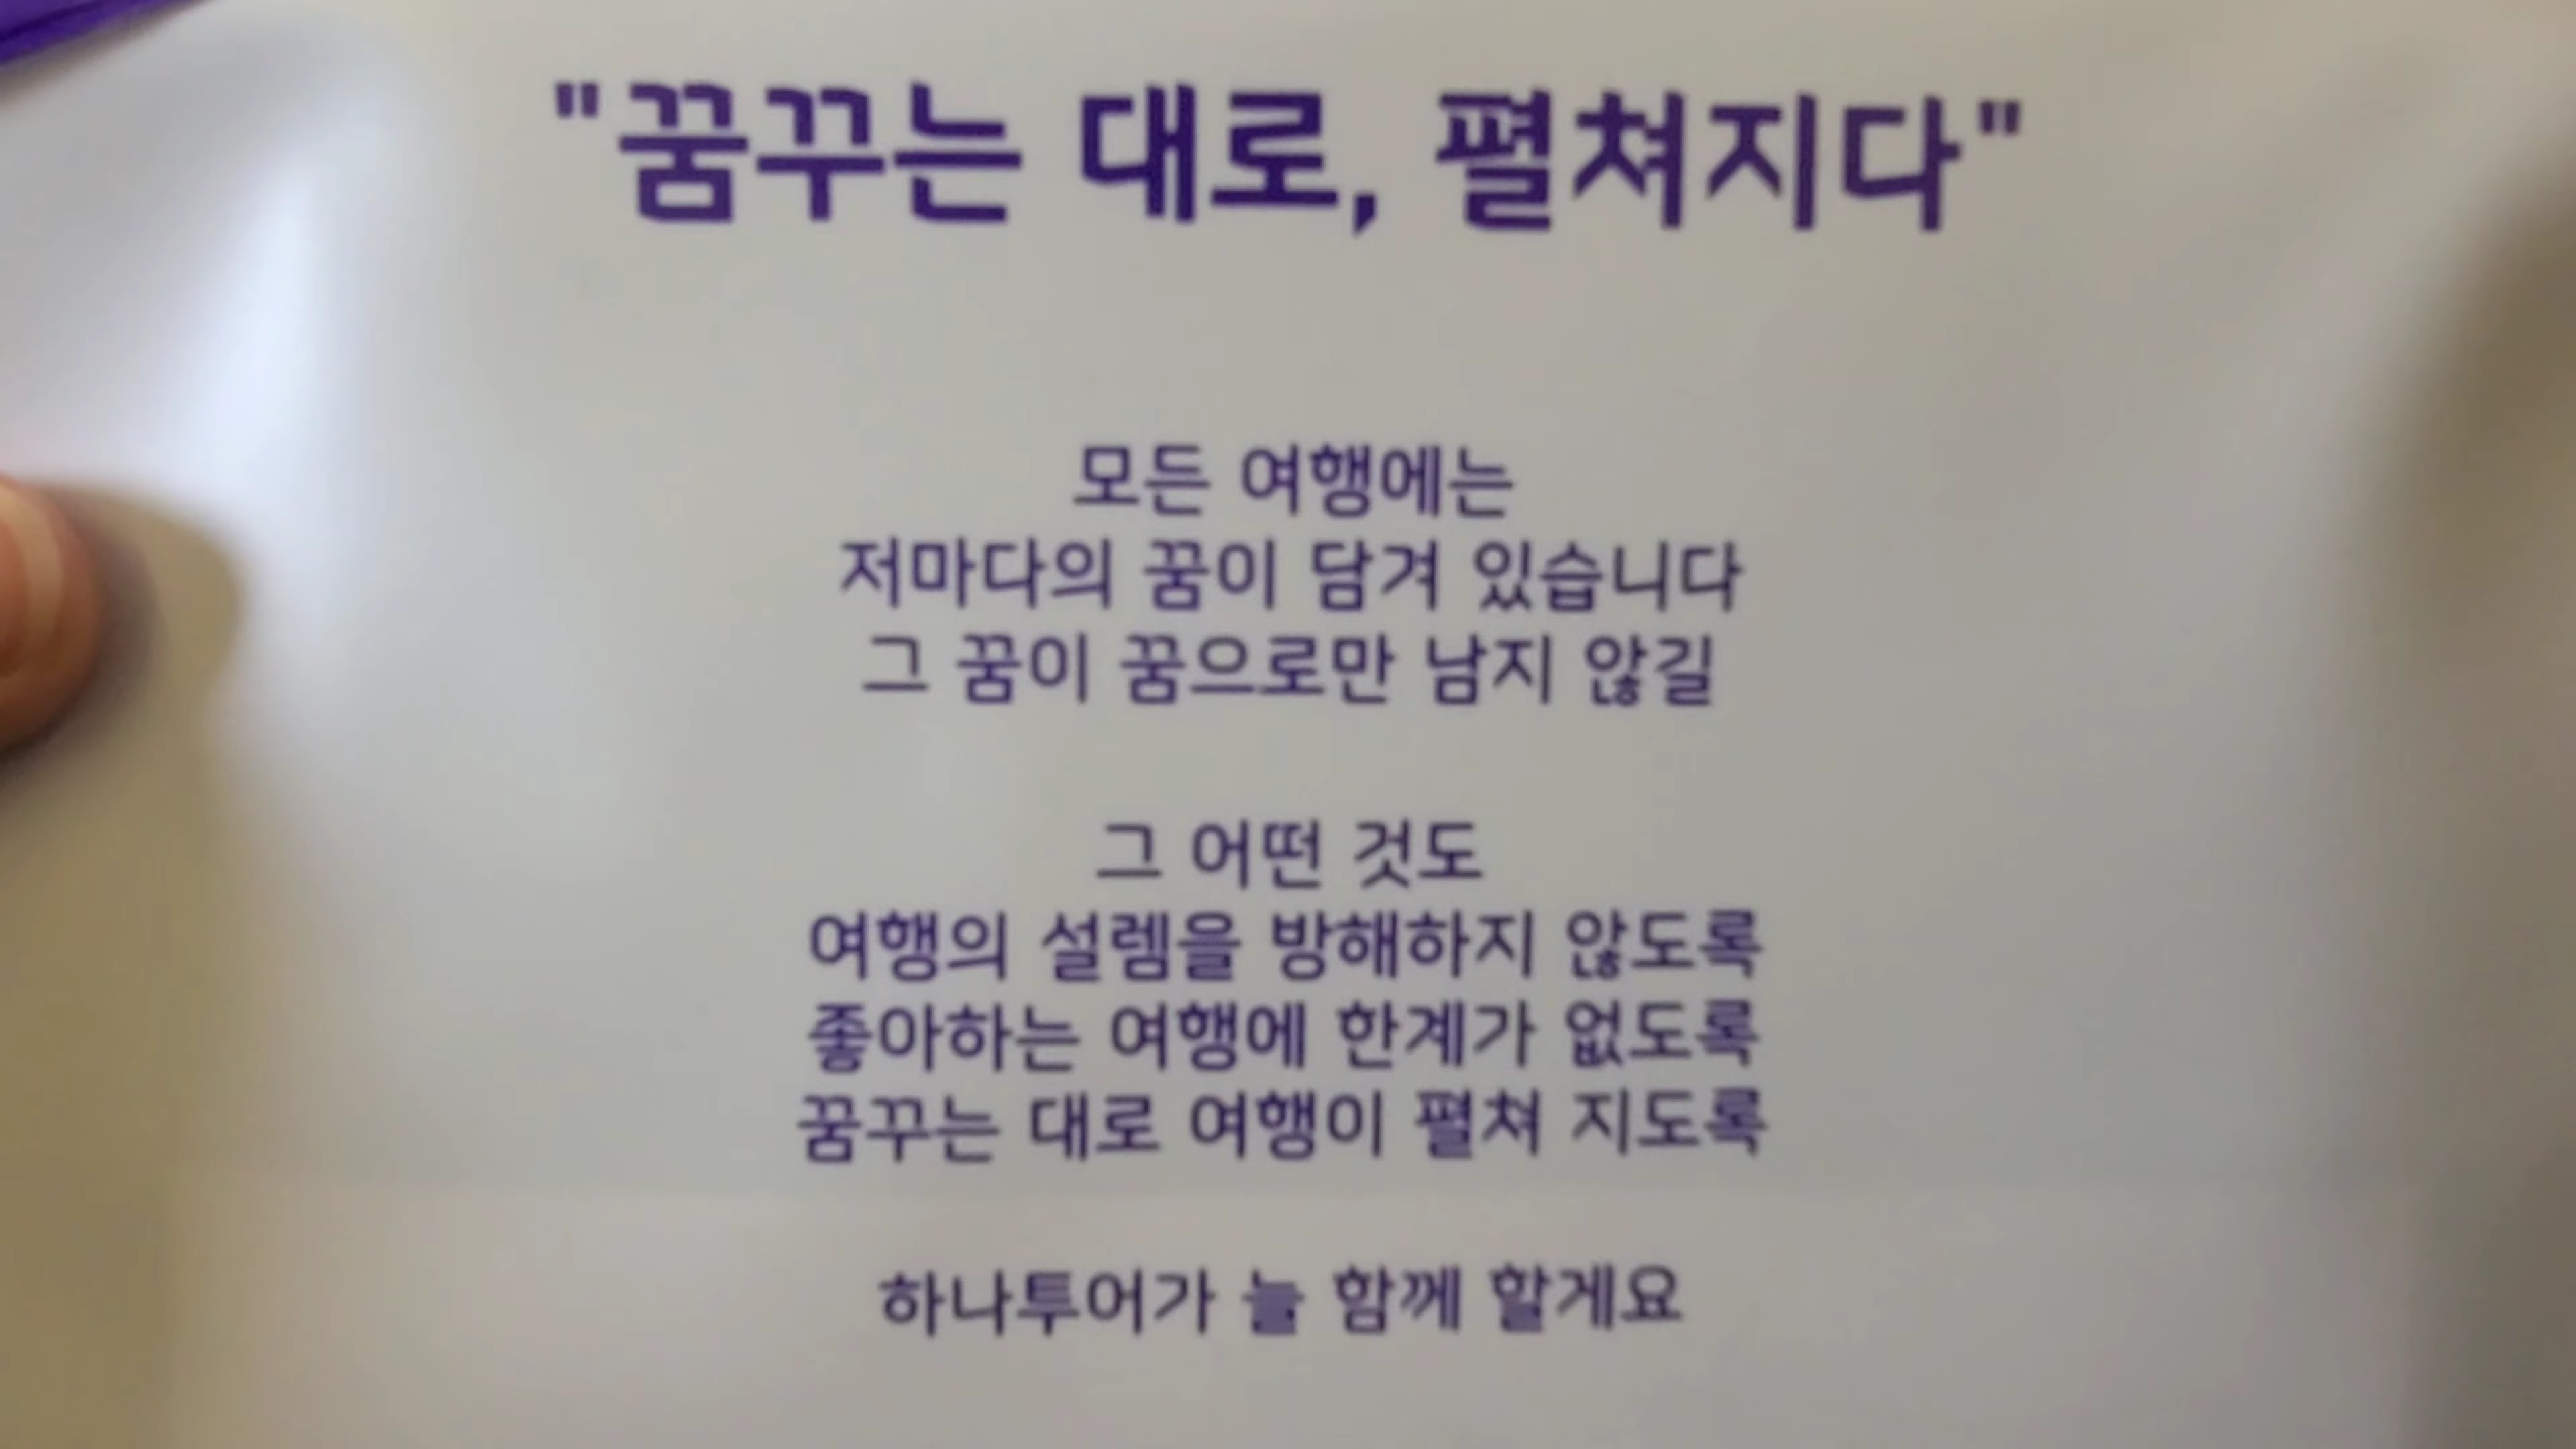 "꿈꾸는 대로, 펼쳐지다"
모든 여행에는
저마다의 꿈이 담겨 있습니다
그 꿈이 꿈으로만 남지 않길
그 어떤 것도
여행의 설렘을 방해하지 않도록
좋아하는 여행에 한계가 없도록
꿈꾸는 대로 여행이 펼쳐 지도록
하나투어가 늘 함께 할게요